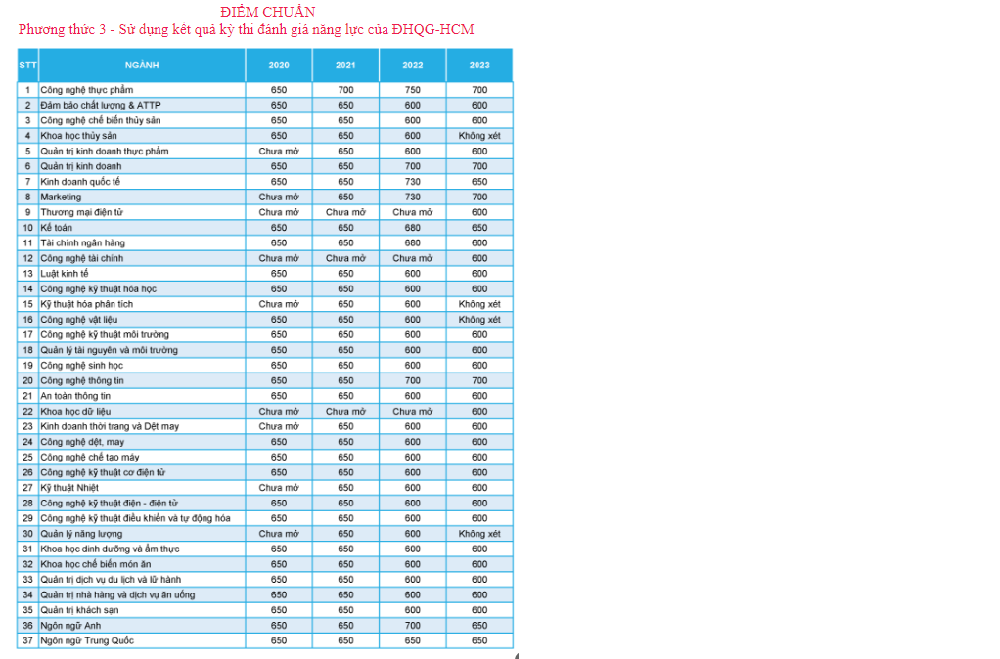 ĐIỂM CHUẨN
Phương thức 3 - Sử dụng kết quả kỳ thi đánh giá năng lực của ĐHQG-HCM
STT NGÀNH 2020 2021 2022 2023
1 Công nghệ thực phẩm 650 700 750 700
2 Đảm bảo chất lượng & ATTP 650 650 600 600
3 Công nghệ chế biến thủy sản 650 650 600 600
4 Khoa học thủy sản 650 650 600 Không xét
5 Quản trị kinh doanh thực phẩm Chưa mở 650 600 600
6 Quản trị kinh doanh 650 650 700 700
7 Kinh doanh quốc tế 650 650 730 650
8 Marketing Chưa mở 650 730 700
9 Thương mại điện tử Chưa mở Chưa mở Chưa mở 600
10 Kế toán 650 650 680 650
11 Tài chính ngân hàng 650 650 680 600
12 Công nghệ tài chính Chưa mở Chưa mở Chưa mở 600
13 Luật kinh tế 650 650 600 600
14 Công nghệ kỹ thuật hóa học 650 650 600 600
15 Kỹ thuật hóa phân tích Chưa mở 650 600 Không xét
16 Công nghệ vật liệu 650 650 600 Không xét
17 Công nghệ kỹ thuật môi trường 650 650 600 600
18 Quản lý tài nguyên và môi trường 650 650 600 600
19 Công nghệ sinh học 650 650 600 600
20 Công nghệ thông tin 650 650 700 700
21 An toàn thông tin 650 650 600 600
22 Khoa học dữ liệu Chưa mở Chưa mở Chưa mở 600
23 Kinh doanh thời trang và Dệt may Chưa mở 650 600 600
24 Công nghệ dệt, may 650 650 600 600
25 Công nghệ chế tạo máy 650 650 600 600
26 Công nghệ kỹ thuật cơ điện tử 650 650 600 600
27 Kỹ thuật Nhiệt Chưa mở 650 600 600
28 Công nghệ kỹ thuật điện - điện tử 650 650 600 600
29 Công nghệ kỹ thuật điều khiển và tự động hóa 650 650 600 600
30 Quản lý năng lượng Chưa mở 650 600 Không xét
31 Khoa học dinh dưỡng và ẩm thực 650 650 600 600
32 Khoa học chế biến món ăn 650 650 600 600
33 Quản trị dịch vụ du lịch và lữ hành 650 650 600 600
34 Quản trị nhà hàng và dịch vụ ăn uống 650 650 600 600
35 Quản trị khách sạn 650 650 600 600
36 Ngôn ngữ Anh 650 650 700 650
37 Ngôn ngữ Trung Quốc 650 650 650 650